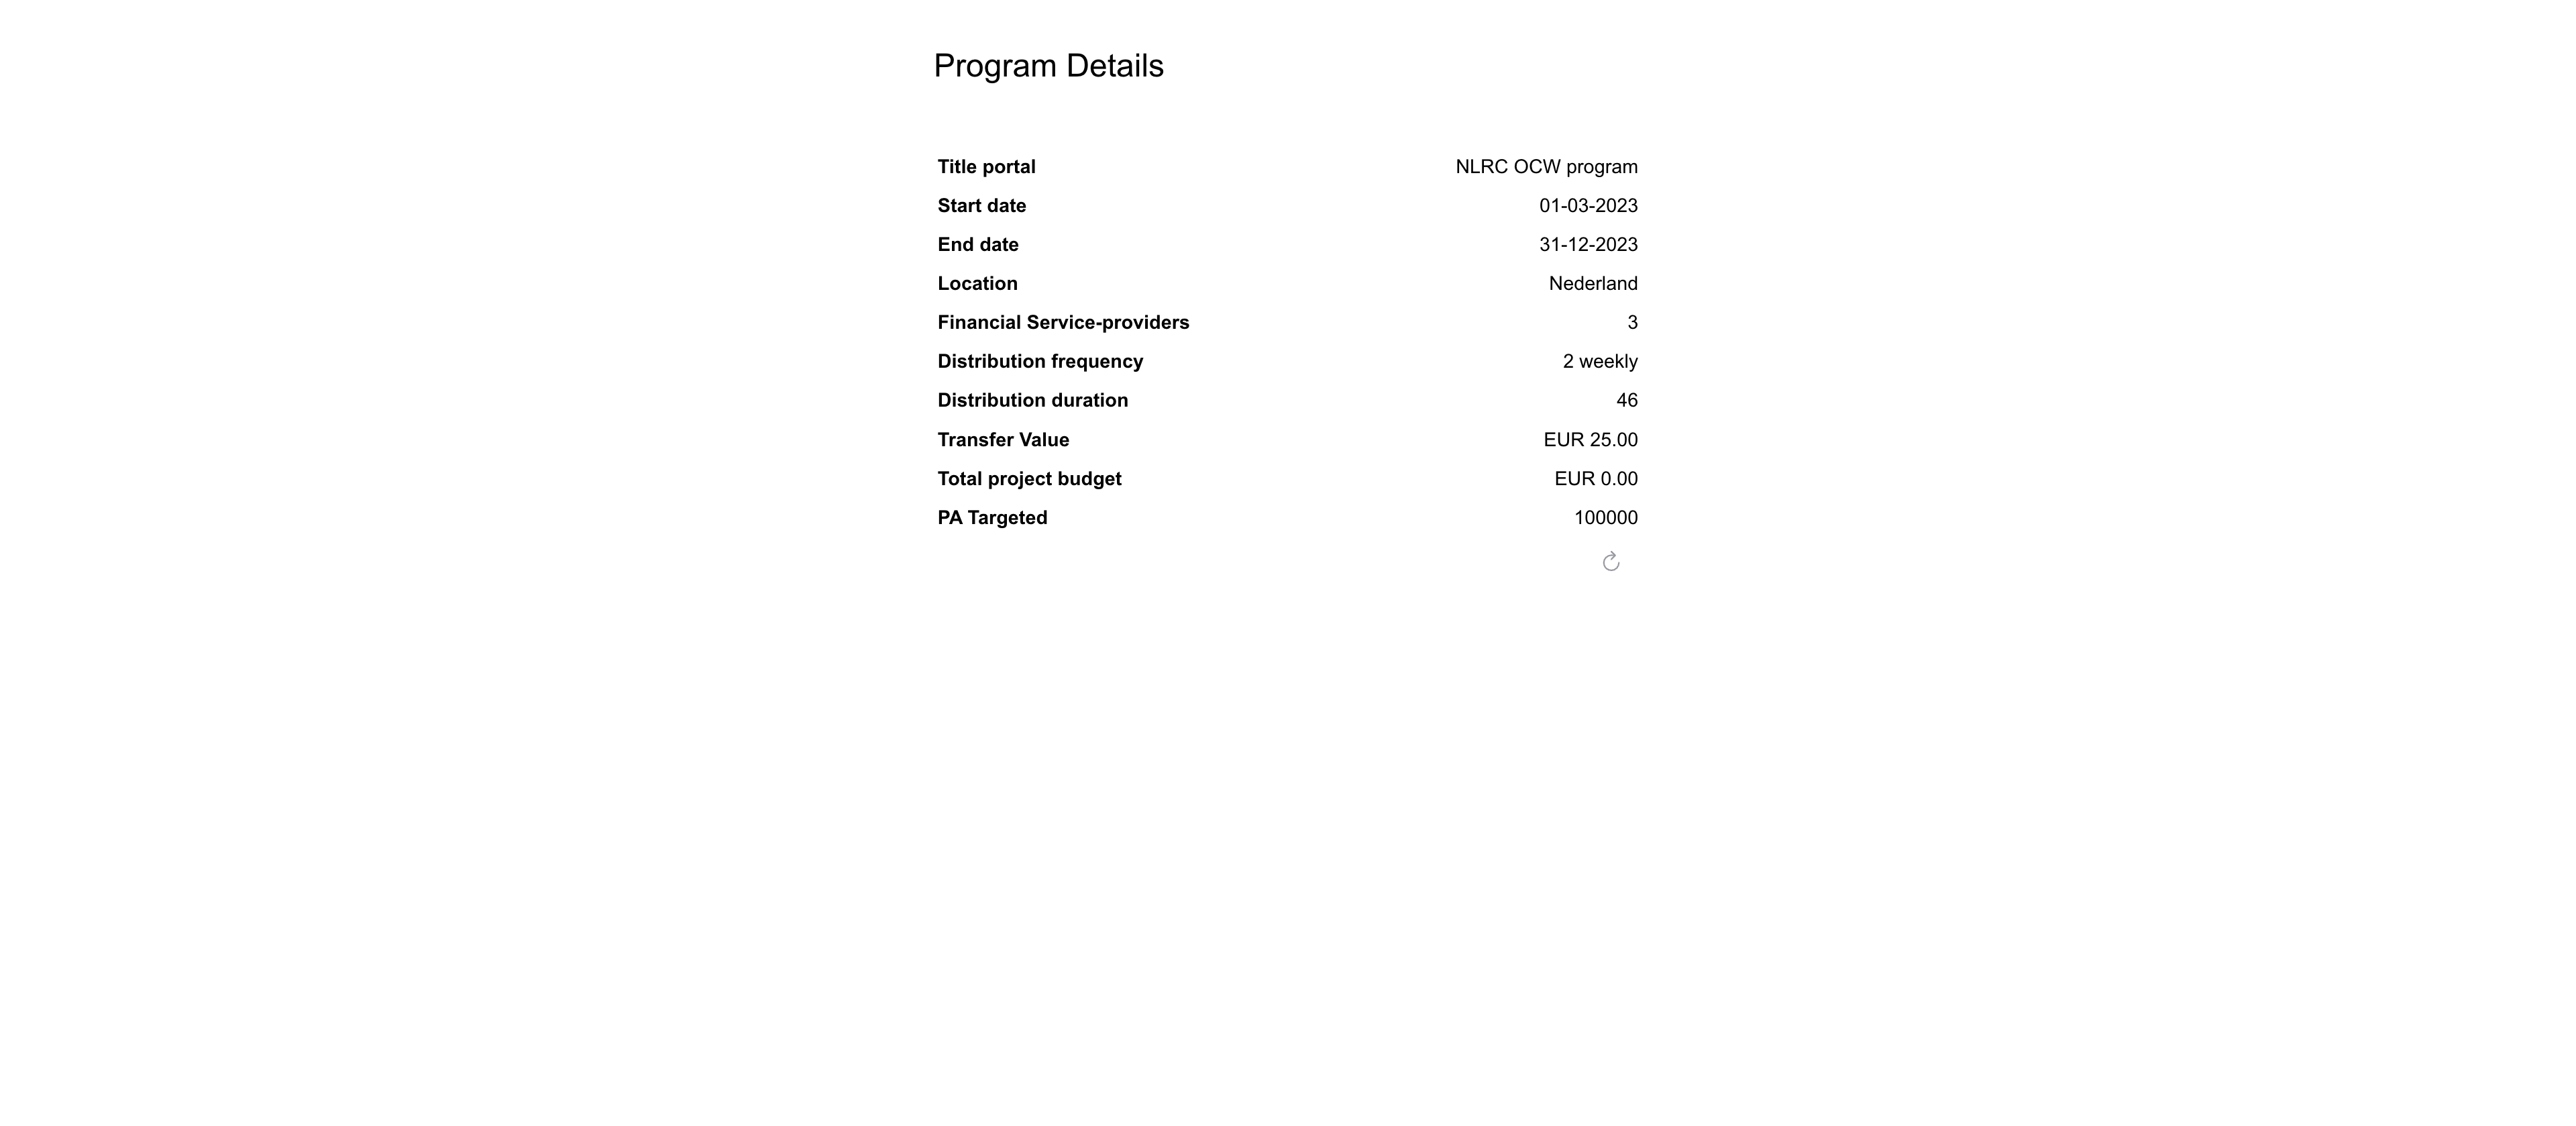 Program Details
Title portal NLRC OCW program
Start date 01-03-2023
End date 31-12-2023
Location Nederland
Financial Service-providers 3
Distribution frequency 2 weekly
Distribution duration 46
Transfer Value EUR 25.00
Total project budget EUR 0.00
PA Targeted 100000